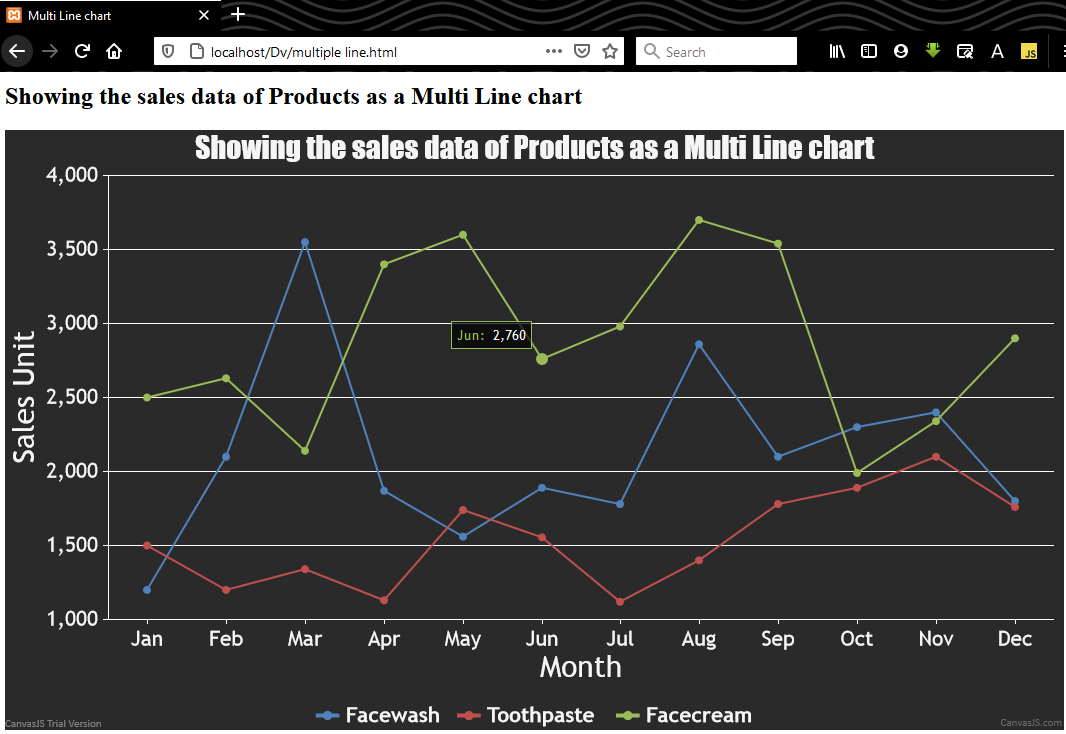 Multi Line chart
localhost/Dv/multiple line.html
Search
A
JS
Showing the sales data of Products as a Multi Line chart
Showing the sales data of Products as a Multi Line chart
4,000
3,500
3,000
2,500
2,000
1,500
1,000
Sales Unit
Jun: 2,760
Jan Feb Mar Apr May Jun Jul Aug Sep Oct Nov Dec
Month
Facewash Toothpaste Facecream
CanvasJS Trial Version
CanvasJS.com